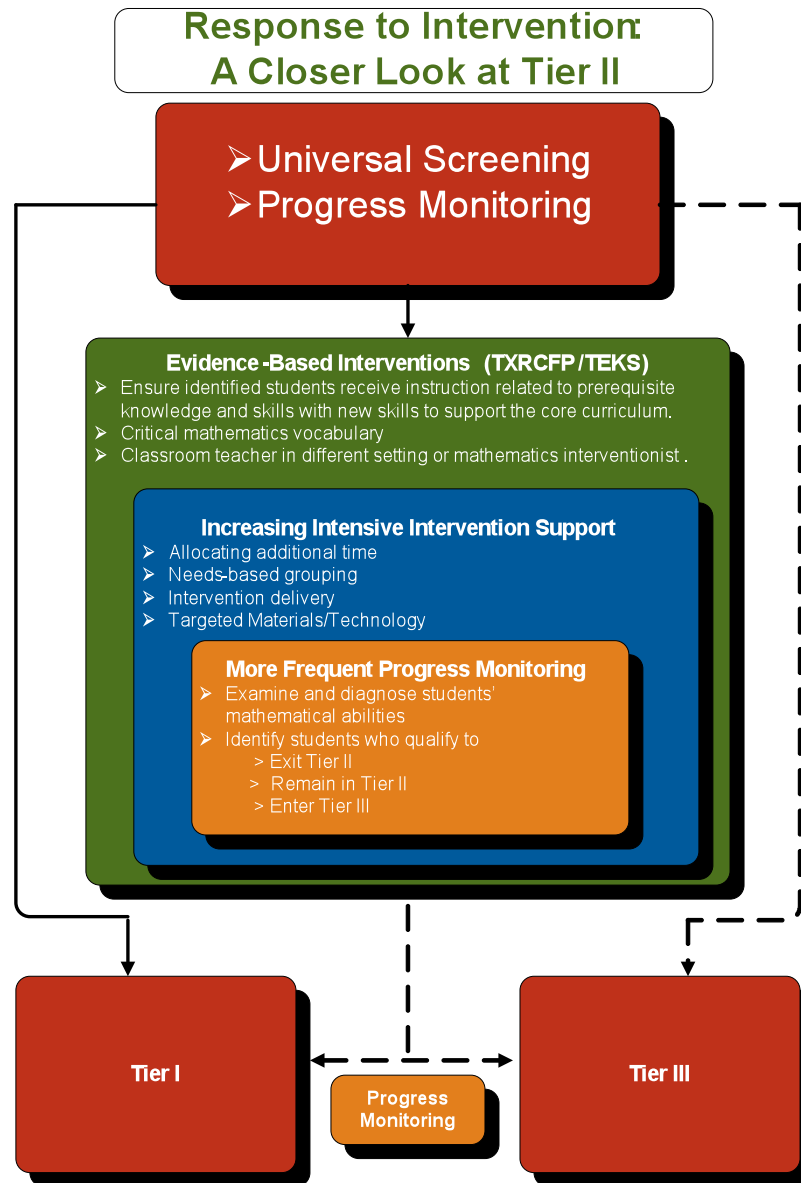 Response to Intervention:
A Closer Look at Tier II
➢ Universal Screening
➢ Progress Monitoring
Evidence-Based Interventions (TXRCFP/TEKS)
➢ Ensure identified students receive instruction related to prerequisite
knowledge and skills with new skills to support the core curriculum.
➢ Critical mathematics vocabulary
➢ Classroom teacher in different setting or mathematics interventionist .
Increasing Intensive Intervention Support
➢ Allocating additional time
➢ Needs-based grouping
➢ Intervention delivery
➢ Targeted Materials/Technology
More Frequent Progress Monitoring
➢ Examine and diagnose students'
mathematical abilities
➢ Identify students who qualify to
> Exit Tier II
> Remain in Tier II
> Enter Tier III
Tier I
Tier III
Progress
Monitoring